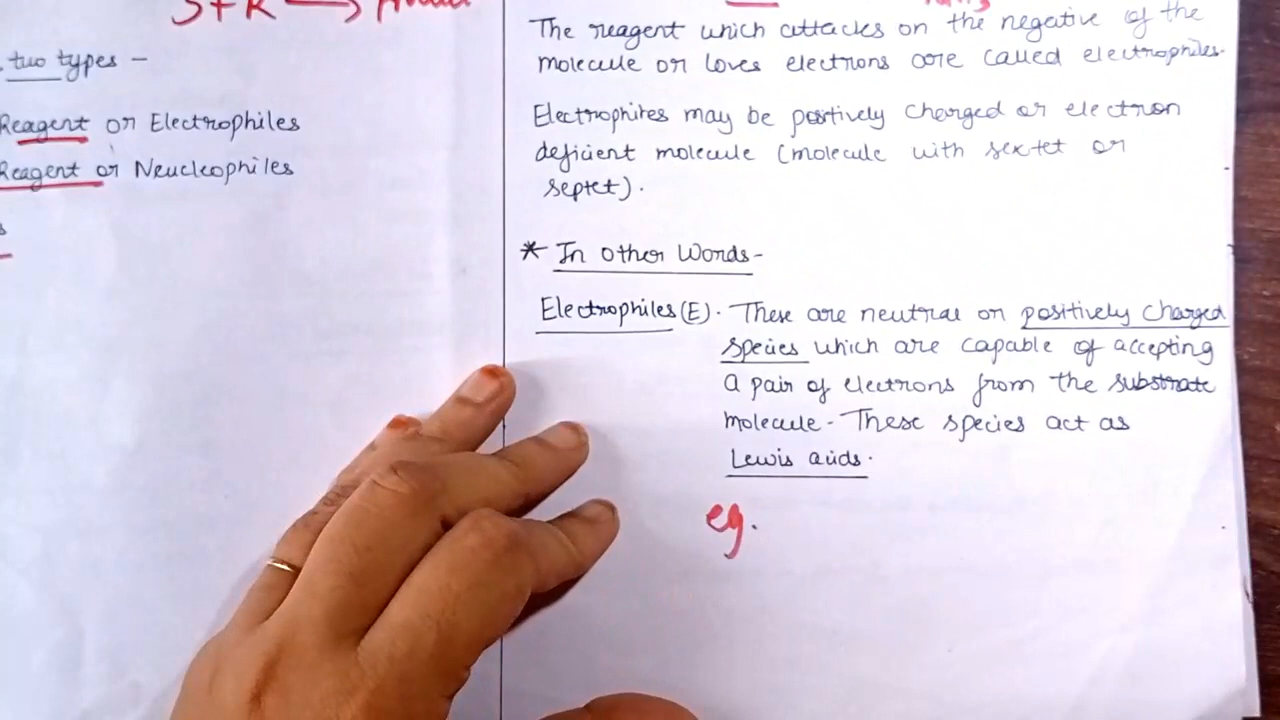 S+R → Product
two types -
Reagent or Electrophiles
Reagent or Neucleophiles
The reagent which attacks on the negative of the
molecule or loves electrons are called electrophiles.
Electrophiles may be positively charged or electron
deficient molecule (molecule with sextet or
septet).
* In other Words-
Electrophiles (E). These are neutral or positively charged
species which are capable of accepting
a pair of electrons from the substrate
molecule. These species act as
Lewis acids.
eg.